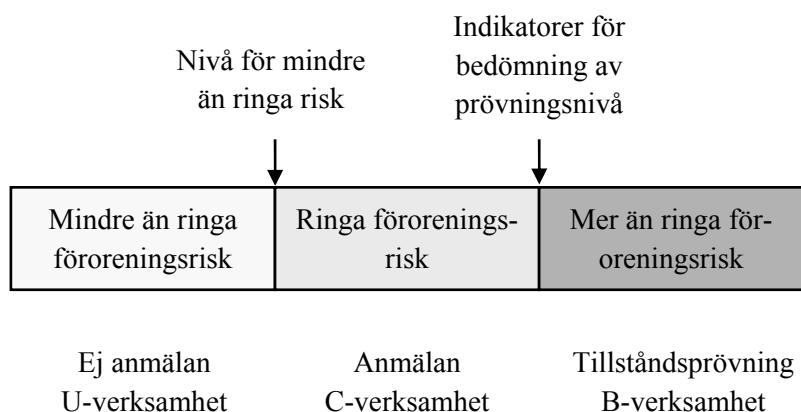 Nivå för mindre
än ringa risk
Indikatorer för
bedömning av
prövningsnivå
Mindre än ringa
föroreningsrisk
Ringa förorenings-
risk
Mer än ringa för-
oreningsrisk
Ej anmälan
U-verksamhet
Anmälan
C-verksamhet
Tillståndsprövning
B-verksamhet